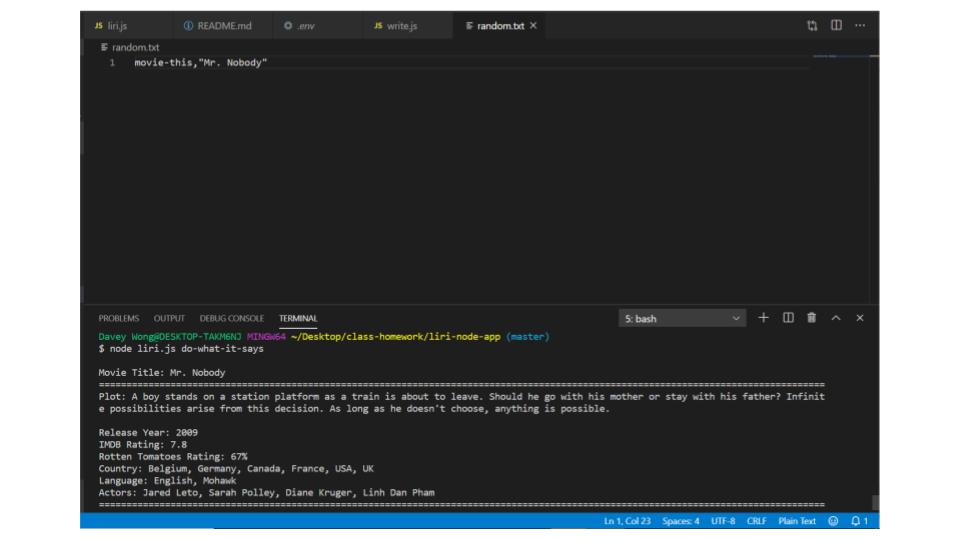 JS liri.js README.md .env JS write.js random.txt
random.txt
1 movie-this,"Mr. Nobody"
PROBLEMS OUTPUT DEBUG CONSOLE TERMINAL 5: bash
Davey Wong@DESKTOP-TAKM6NJ MINGW64 ~/Desktop/class-homework/liri-node-app (master)
$ node liri.js do-what-it-says
Movie Title: Mr. Nobody
Plot: A boy stands on a station platform as a train is about to leave. Should he go with his mother or stay with his father? Infinit
e possibilities arise from this decision. As long as he doesn't choose, anything is possible.
Release Year: 2009
IMDB Rating: 7.8
Rotten Tomatoes Rating: 67%
Country: Belgium, Germany, Canada, France, USA, UK
Language: English, Mohawk
Actors: Jared Leto, Sarah Polley, Diane Kruger, Linh Dan Pham
Ln 1, Col 23 Spaces: 4 UTF-8 CRLF Plain Text 1